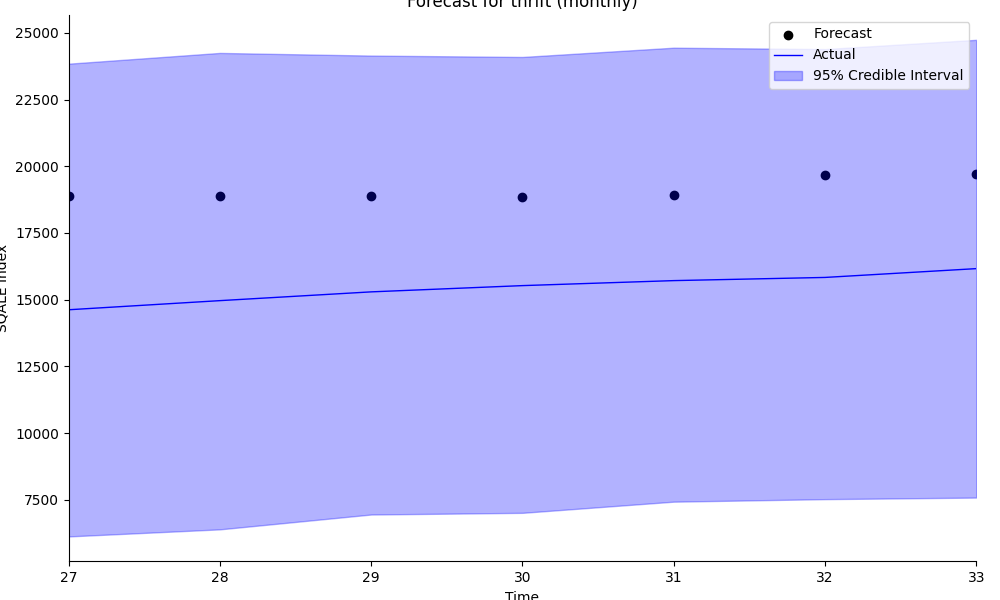 Forecast for thrift (monthly)
Forecast
Actual
95% Credible Interval
25000
22500
20000
17500
15000
12500
10000
7500
SQALE Index
27
28
29
30
31
32
33
Time